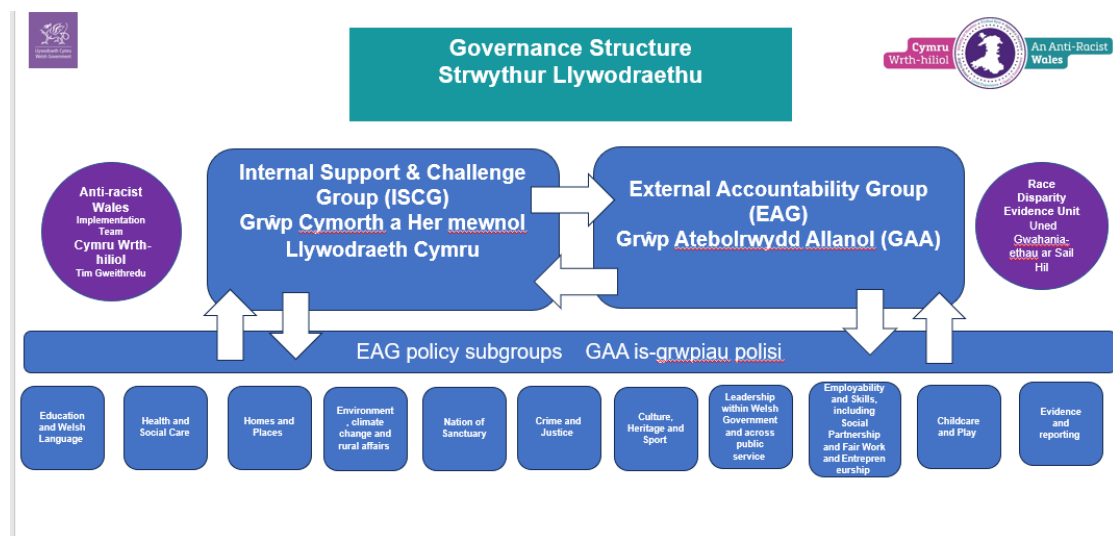 Llywodraeth Cymru
Welsh Government
Governance Structure
Strwythur Llywodraethu
Cymru
Wrth-hiliol
An Anti-Racist
Wales
Anti-racist
Wales
Implementation
Team
Cymru Wrth-
hiliol
Tim Gweithredu
Internal Support & Challenge
Group (ISCG)
Grŵp Cymorth a Her mewnol
Llywodraeth Cymru
External Accountability Group
(EAG)
Grŵp Atebolrwydd Allanol (GAA)
Race
Disparity
Evidence Unit
Uned
Gwahania-
ethau ar Sail
Hil
EAG policy subgroups GAA is-grwpiau polisi
Education
and Welsh
Language
Health and
Social Care
Homes and
Places
Environment
, climate
change and
rural affairs
Nation of
Sanctuary
Crime and
Justice
Culture,
Heritage and
Sport
Leadership
within Welsh
Government
and across
public
service
Employability
and Skills,
including
Social
Partnership
and Fair Work
and Entrepren
eurship
Childcare
and Play
Evidence
and
reporting